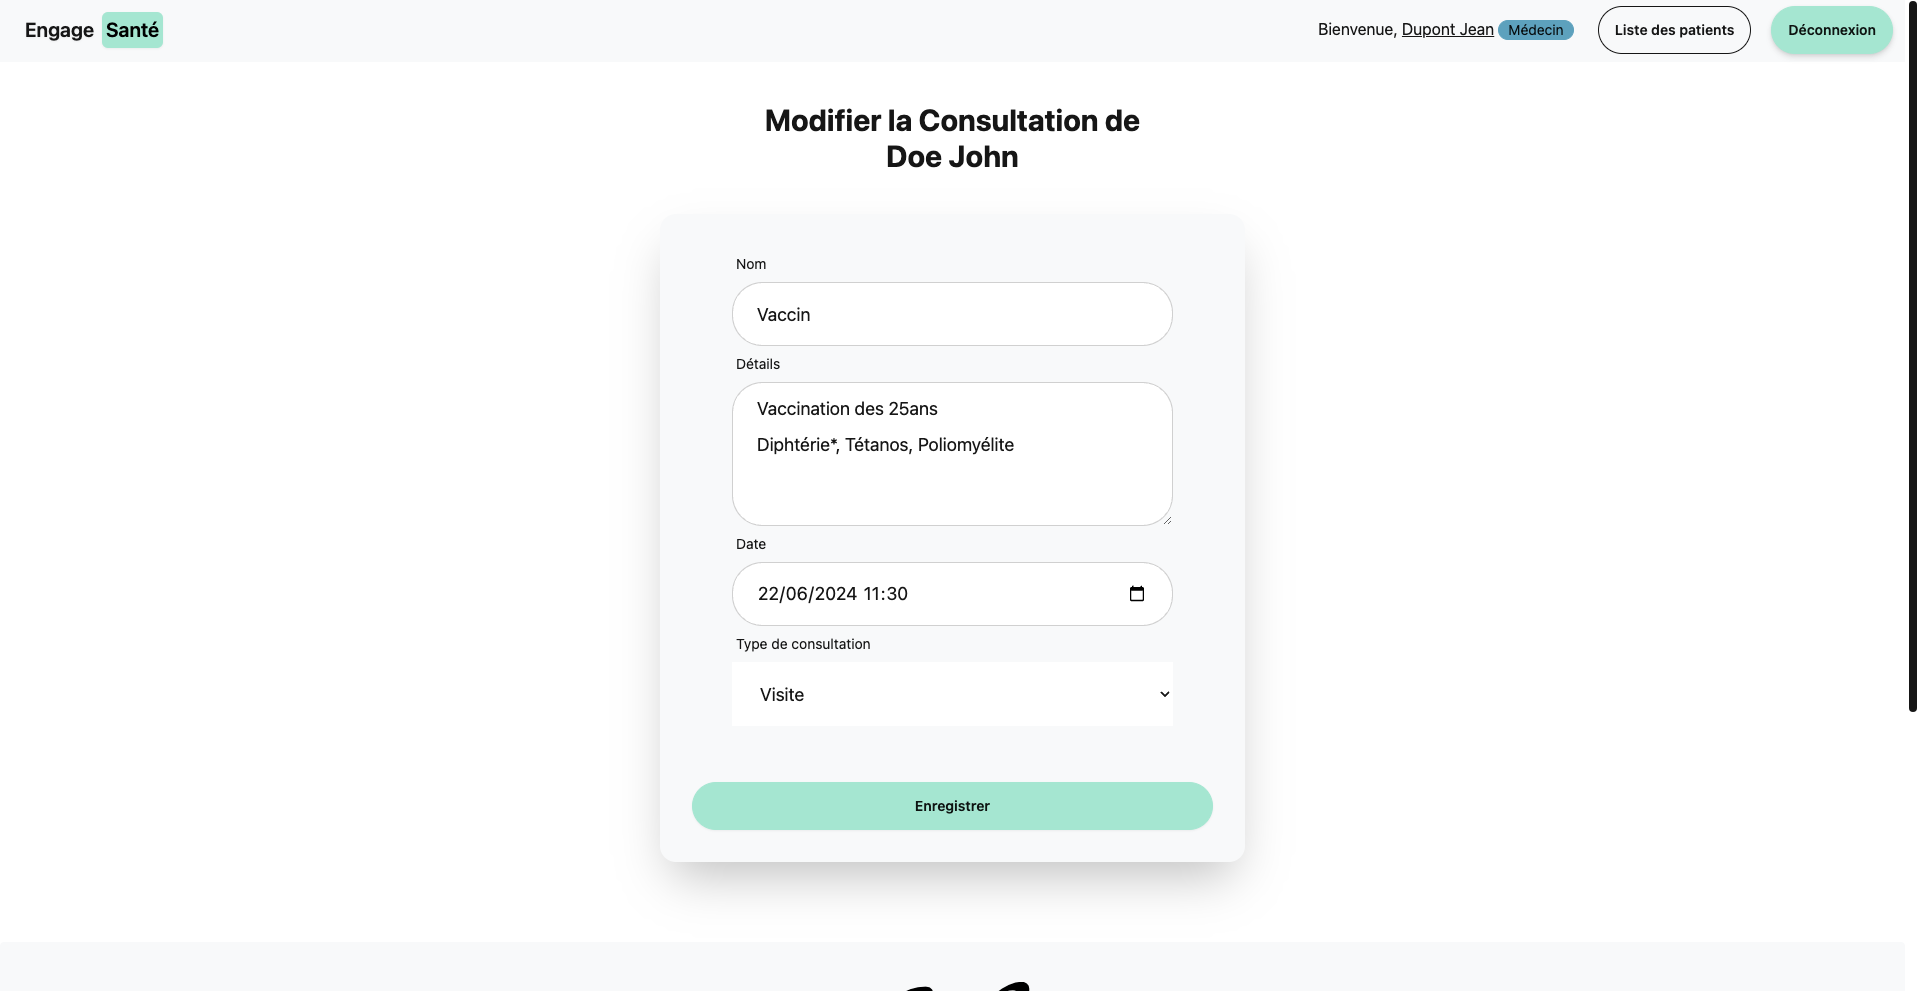 Engage Santé
Bienvenue, Dupont Jean Médecin
Liste des patients
Déconnexion
Modifier la Consultation de
Doe John
Nom
Vaccin
Détails
Vaccination des 25ans
Diphtérie*, Tétanos, Poliomyélite
Date
22/06/2024 11:30
Type de consultation
Visite
Enregistrer